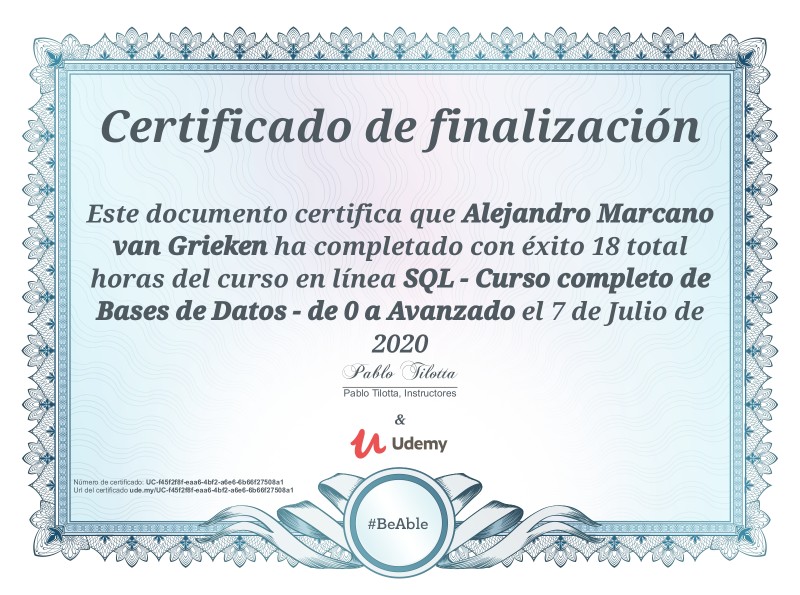 Certificado de finalización
Este documento certifica que Alejandro Marcano
van Grieken ha completado con éxito 18 total
horas del curso en línea SQL - Curso completo de
Bases de Datos - de 0 a Avanzado el 7 de Julio de
2020
Pablo Tilotta
Pablo Tilotta, Instructores
&
Udemy
Número de certificado: UC-f45f2f8f-eaa6-4bf2-a6e6-6b66f27508a1
Url del certificado ude.my/UC-f45f2f8f-eaa6-4bf2-a6e6-6b66f27508a1
#BeAble